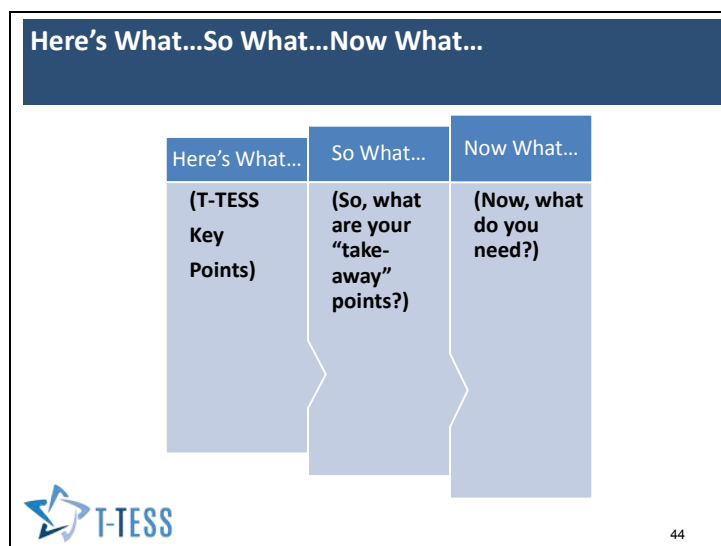 Here’s What…So What…Now What…
Here’s What…
(T-TESS
Key
Points)
So What…
(So, what
are your
“take-
away”
points?)
Now What…
(Now, what
do you
need?)
T-TESS
44